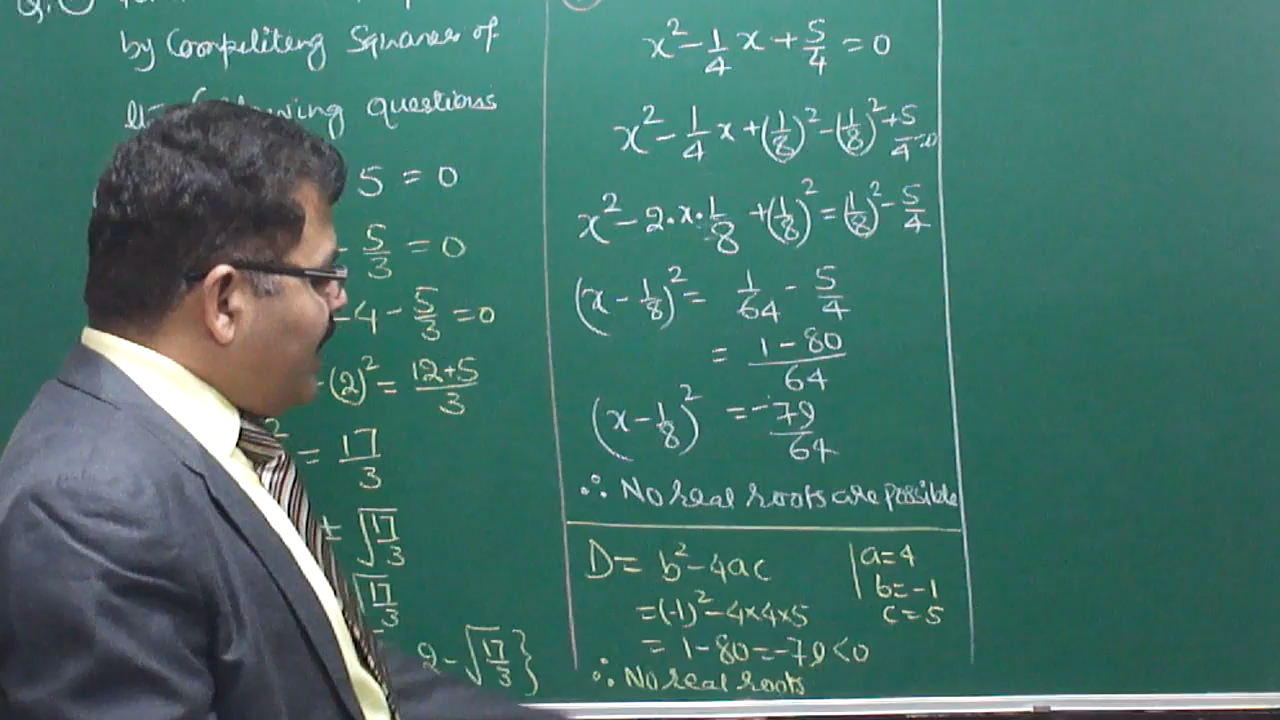 Q.
by Compeliteng Squares of
questions
5 = 0
- 5/3 = 0
- 4 - 5/3 = 0
(2)² = 12+5/3
² = 17/3
± √17/3
√17/3
2 - √17/3 }
x² - 1/4 x + 5/4 = 0
x² - 1/4 x + (1/8)² - (1/8)² + 5/4 = 0
x² - 2·x·1/8 + (1/8)² = (1/8)² - 5/4
(x - 1/8)² = 1/64 - 5/4
= 1-80/64
(x - 1/8)² = -79/64
∴ No real roots are possible
D = b² - 4ac
= (-1)² - 4×4×5
= 1-80 = -79 < 0
∴ No real roots
a=4
b=-1
c=5